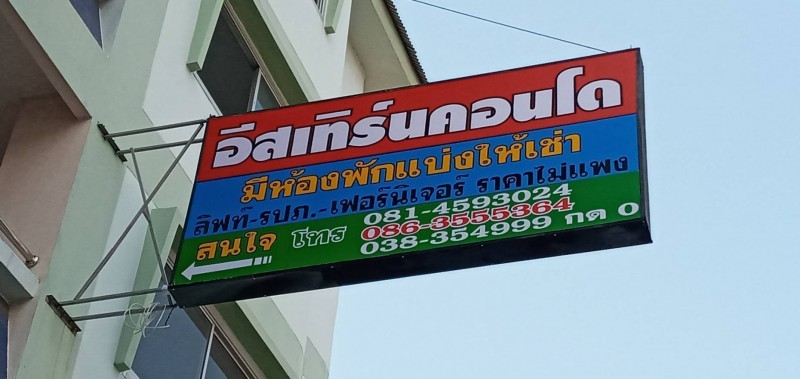 อีสเทิร์นคอนโด
มีห้องพักแบ่งให้เช่า
ลิฟท์-รปภ.-เฟอร์นิเจอร์ ราคาไม่แพง
สนใจ โทร 081-4593024
086-3555364
038-354999 กด 0